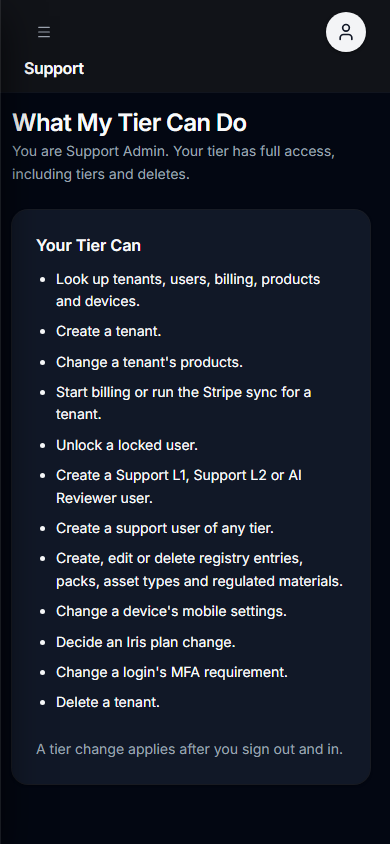 Support
What My Tier Can Do
You are Support Admin. Your tier has full access,
including tiers and deletes.
Your Tier Can
• Look up tenants, users, billing, products
and devices.
• Create a tenant.
• Change a tenant's products.
• Start billing or run the Stripe sync for a
tenant.
• Unlock a locked user.
• Create a Support L1, Support L2 or AI
Reviewer user.
• Create a support user of any tier.
• Create, edit or delete registry entries,
packs, asset types and regulated materials.
• Change a device's mobile settings.
• Decide an Iris plan change.
• Change a login's MFA requirement.
• Delete a tenant.
A tier change applies after you sign out and in.